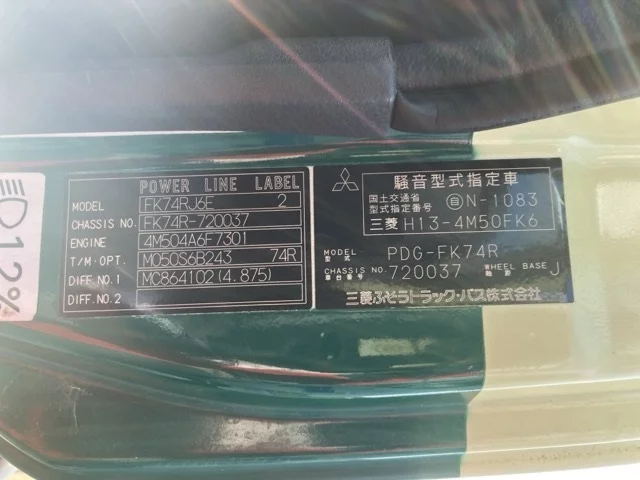 1.2%
POWER LINE LABEL
MODEL FK74RJ6E 2
CHASSIS NO. FK74R-720037
ENGINE 4M504A6F7301
T/M·OPT. M050S6B243 74R
DIFF NO.1 MC864102(4.875)
DIFF NO.2
騒音型式指定車
国土交通省 ㊐N-1083
型式指定番号
三菱 H13-4M50FK6
MODEL 型式 PDG-FK74R
CHASSIS NO. 車台番号 720037 WHEEL BASE 軸距 J
三菱ふそうトラック・バス株式会社